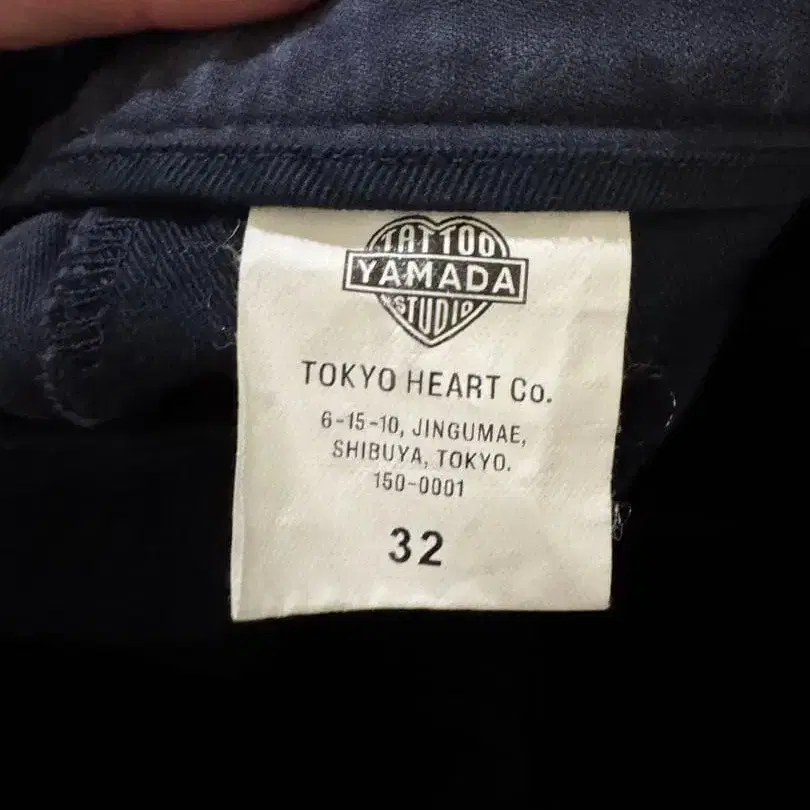 TATTOO
YAMADA
STUDIO
TOKYO HEART Co.
6-15-10, JINGUMAE,
SHIBUYA, TOKYO.
150-0001
32